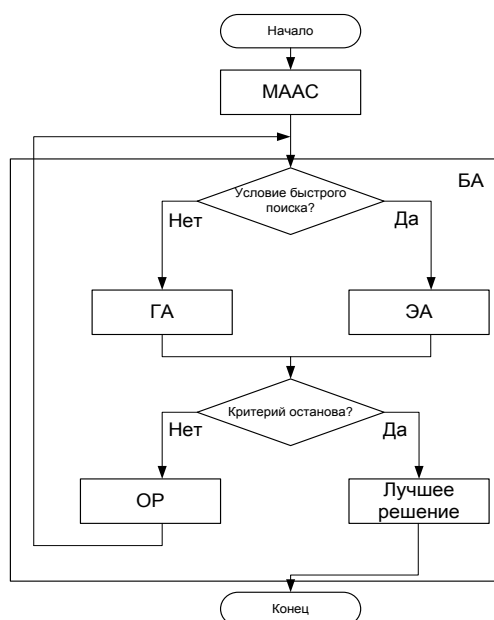 Начало
МААС
БА
Условие быстрого
поиска?
Нет
Да
ГА
ЭА
Критерий останова?
Нет
Да
ОР
Лучшее
решение
Конец